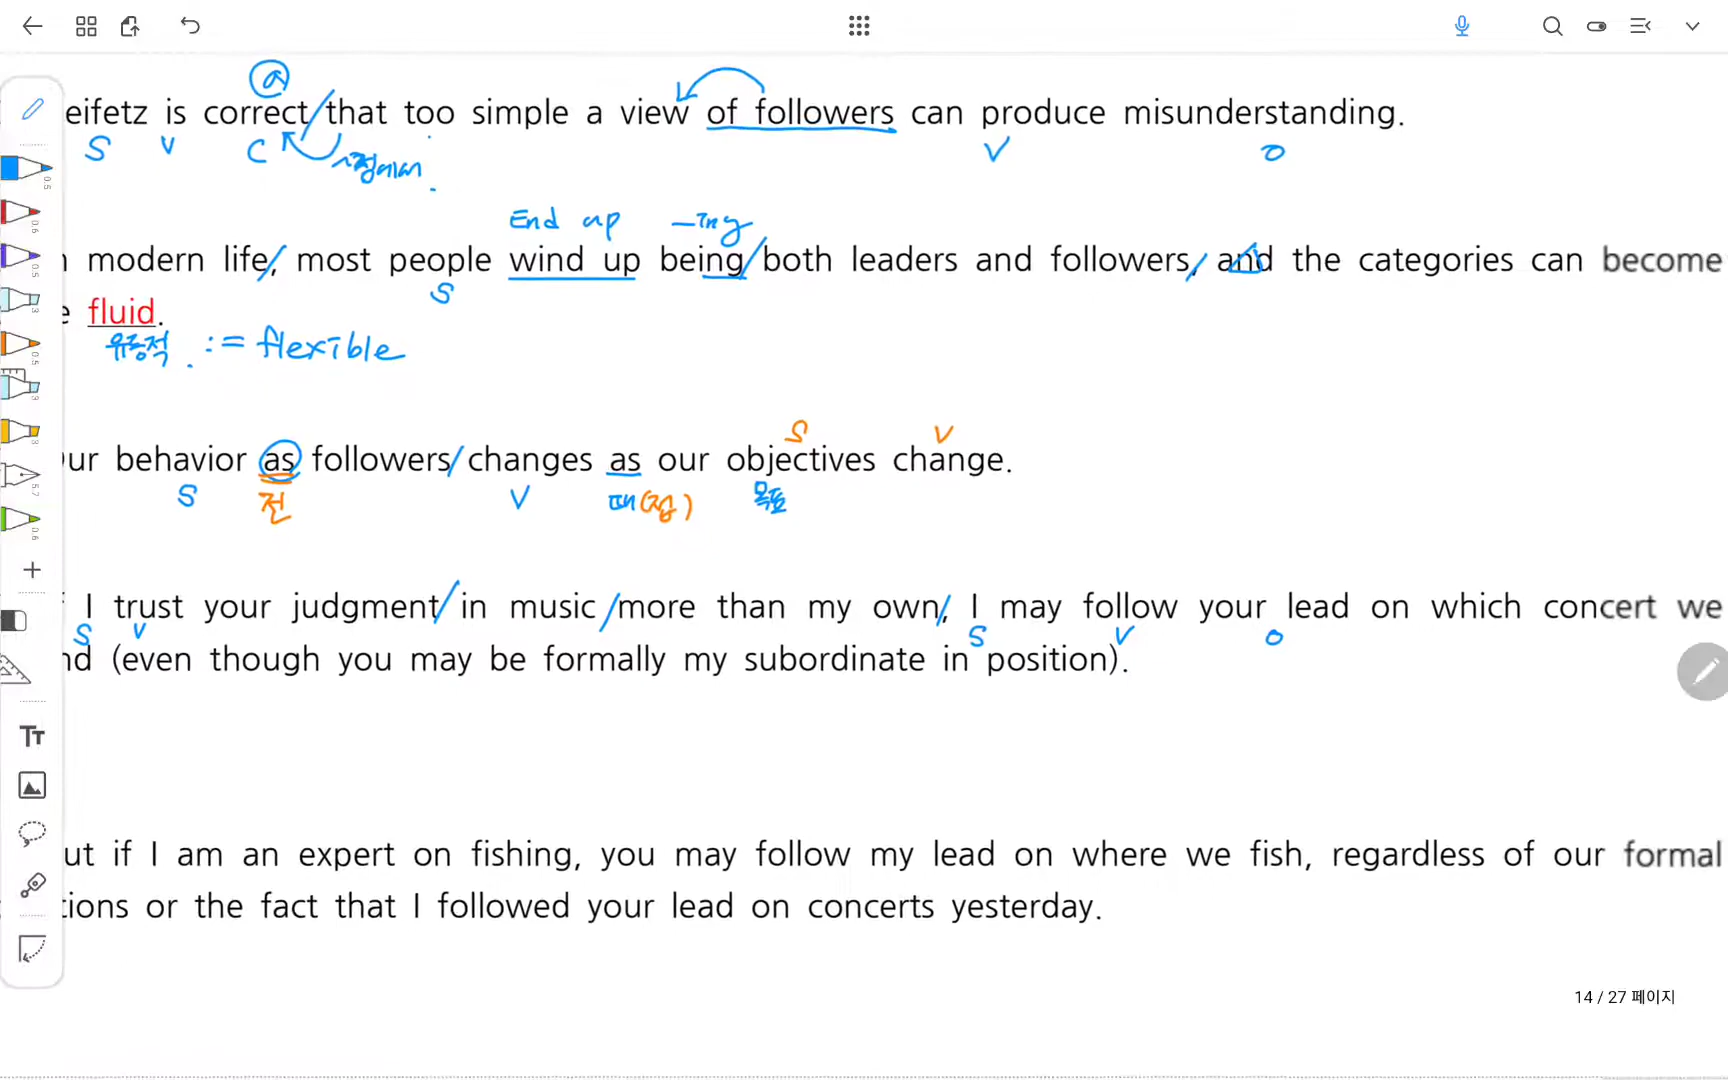 ⓐ
eifetz is correct/that too simple a view of followers can produce misunderstanding.
S V C ~점에서 V O
End up -ing
modern life/, most people wind up being/both leaders and followers,/ and the categories can become
S
e fluid.
유동적 := flexible
S V
ur behavior as followers/changes as our objectives change.
S 전 V 때(접) 목표
I trust your judgment/in music/more than my own/, I may follow your lead on which concert we
S V S V O
nd (even though you may be formally my subordinate in position).
ut if I am an expert on fishing, you may follow my lead on where we fish, regardless of our formal
tions or the fact that I followed your lead on concerts yesterday.
14 / 27 페이지